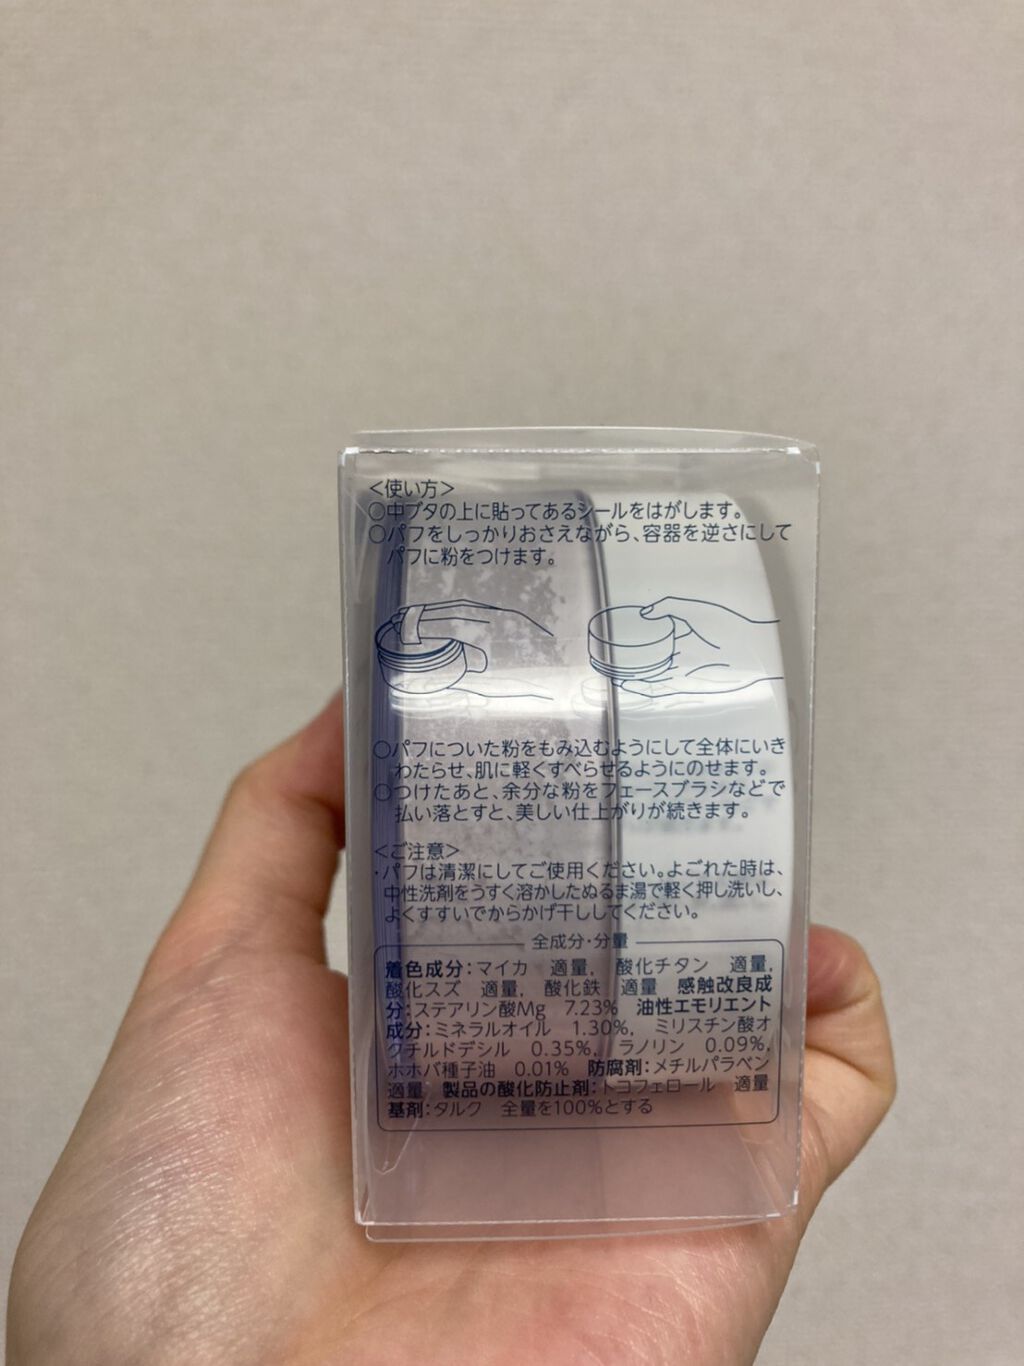 ＜使い方＞
○中ブタの上に貼ってあるシールをはがします。
○パフをしっかりおさえながら、容器を逆さにして
パフに粉をつけます。
○パフについた粉をもみ込むようにして全体にいき
わたらせ、肌に軽くすべらせるようにのせます。
○つけたあと、余分な粉をフェースブラシなどで
払い落とすと、美しい仕上がりが続きます。
＜ご注意＞
・パフは清潔にしてご使用ください。よごれた時は、
中性洗剤をうすく溶かしたぬるま湯で軽く押し洗いし、
よくすすいでからかげ干ししてください。
全成分・分量
着色成分：マイカ 適量, 酸化チタン 適量,
酸化スズ 適量, 酸化鉄 適量 感触改良成
分：ステアリン酸Mg 7.23% 油性エモリエント
成分：ミネラルオイル 1.30%, ミリスチン酸オ
クチルドデシル 0.35%, ラノリン 0.09%,
ホホバ種子油 0.01% 防腐剤：メチルパラベン
適量 製品の酸化防止剤：トコフェロール 適量
基剤：タルク 全量を100%とする